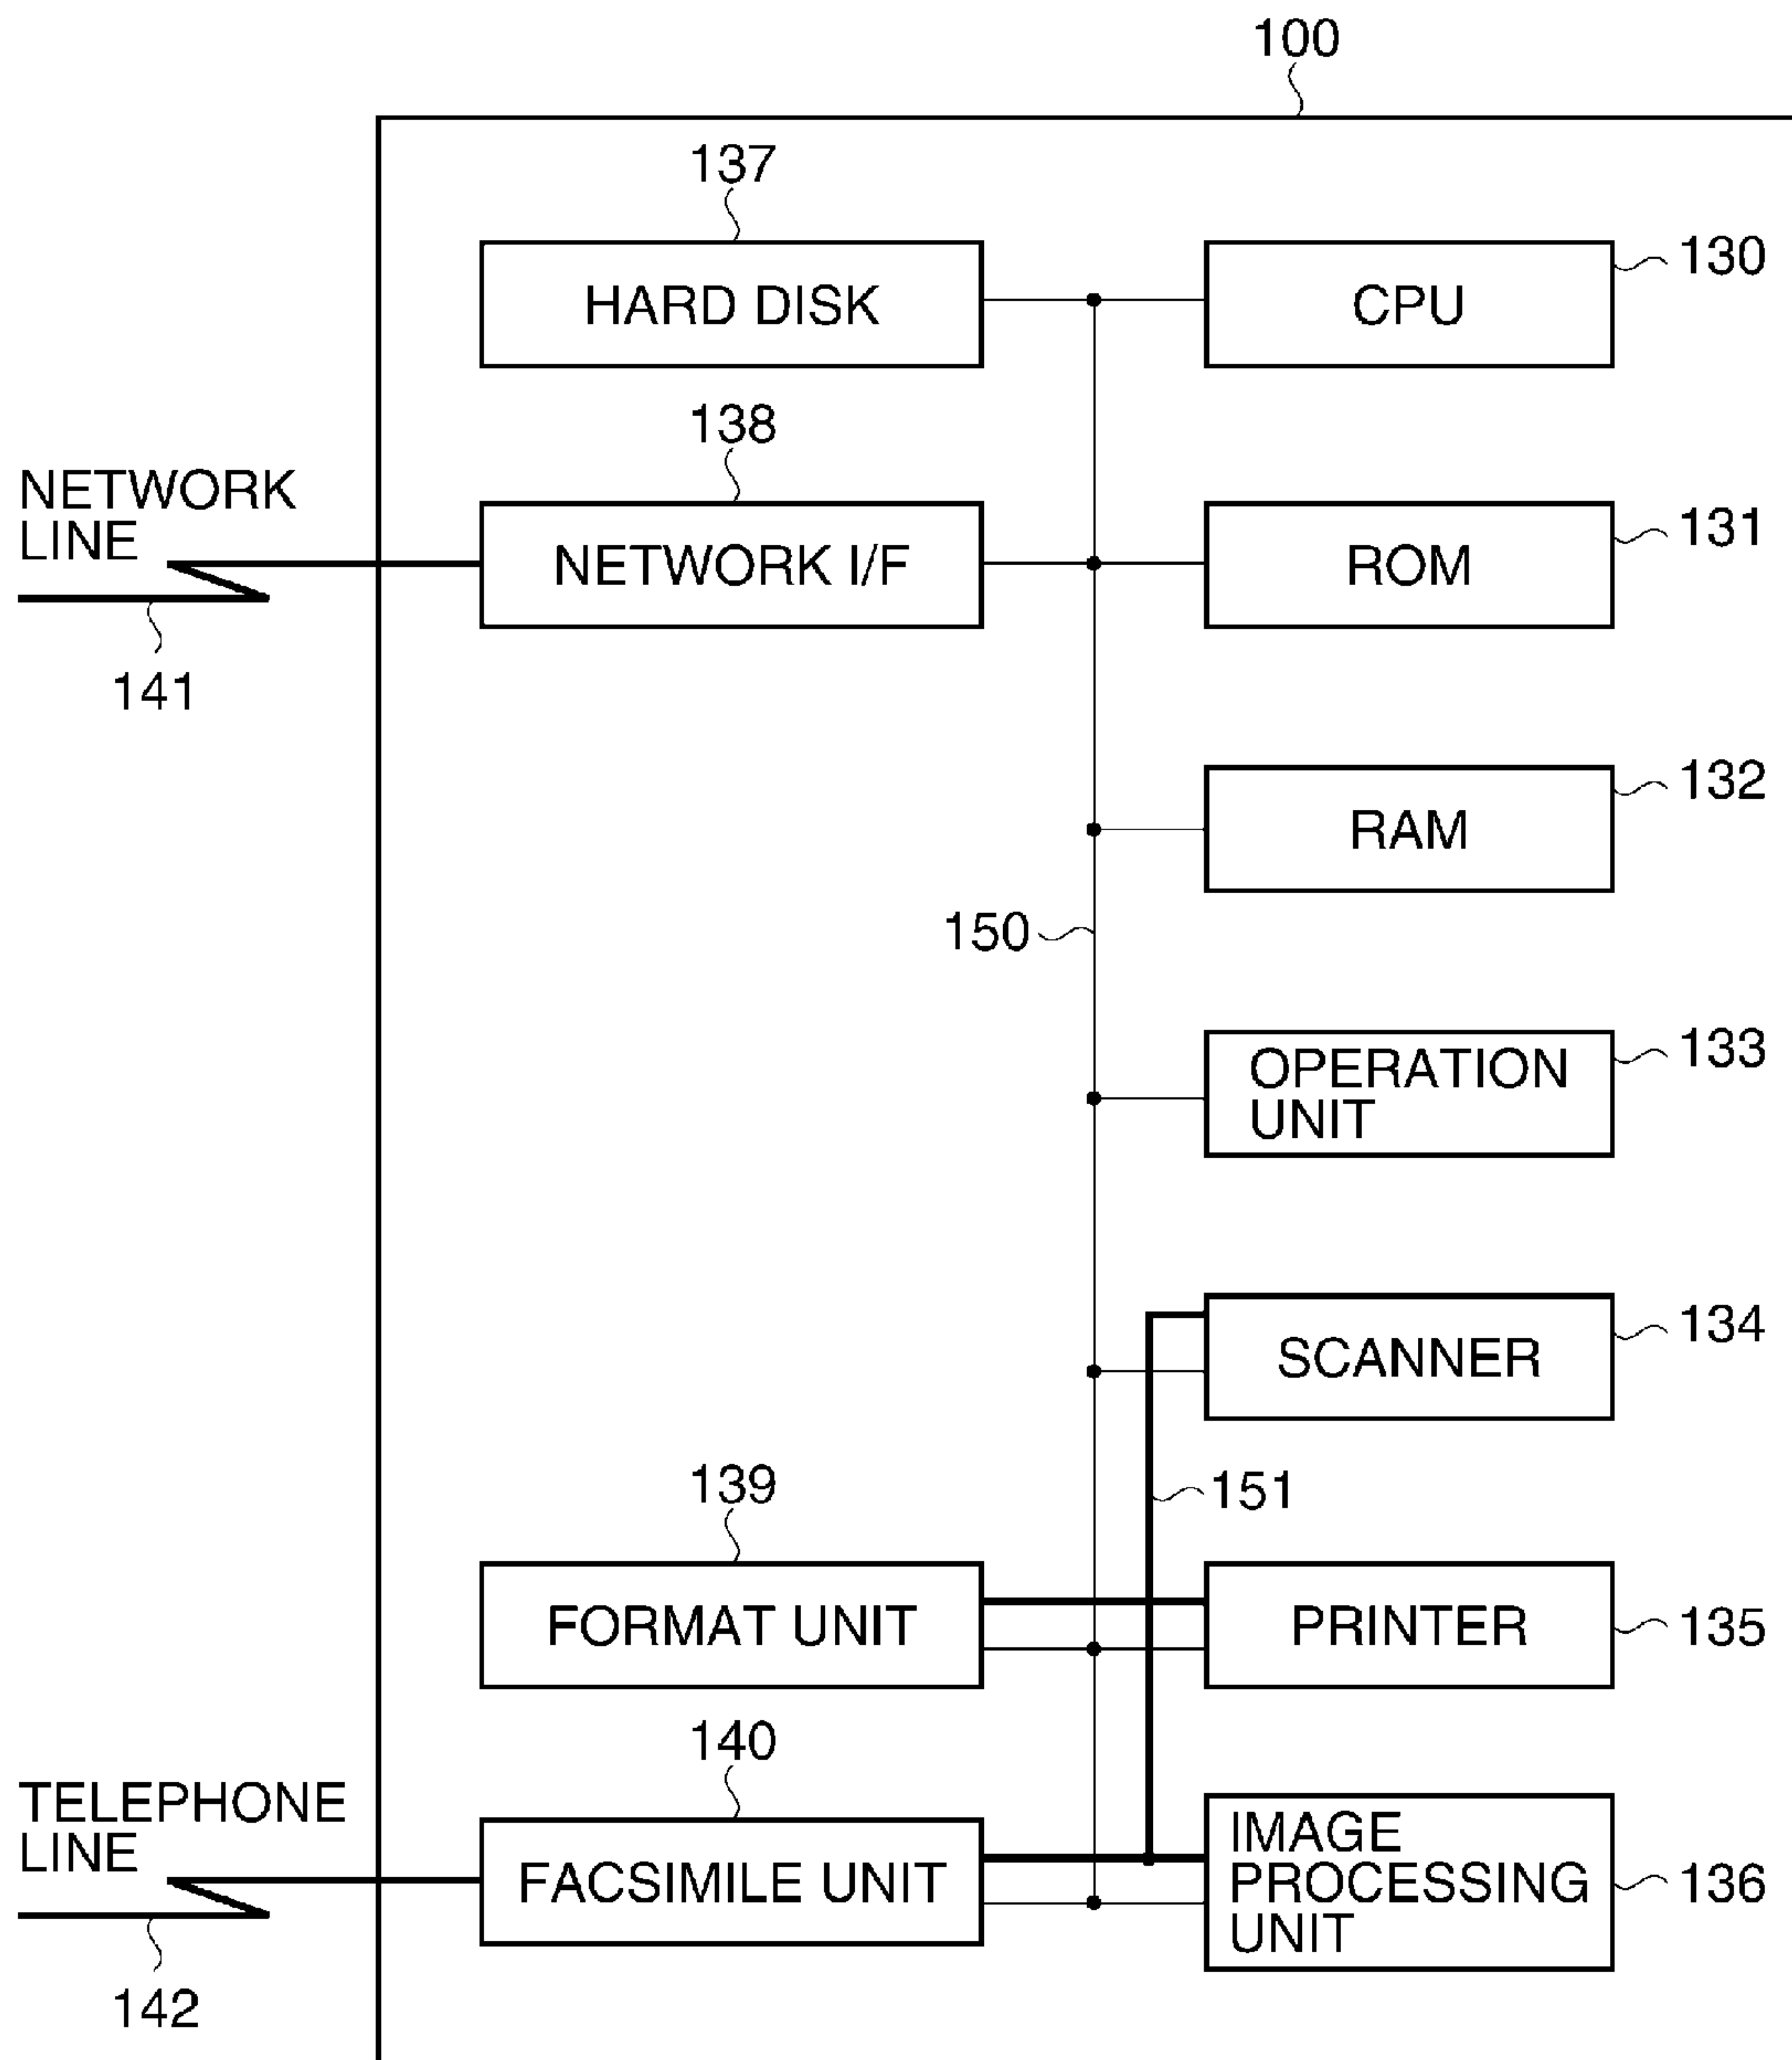 100
137
HARD DISK
CPU
130
138
NETWORK
LINE
NETWORK I/F
ROM
131
141
RAM
132
150
OPERATION
UNIT
133
SCANNER
134
151
139
FORMAT UNIT
PRINTER
135
140
TELEPHONE
LINE
FACSIMILE UNIT
IMAGE
PROCESSING
UNIT
136
142